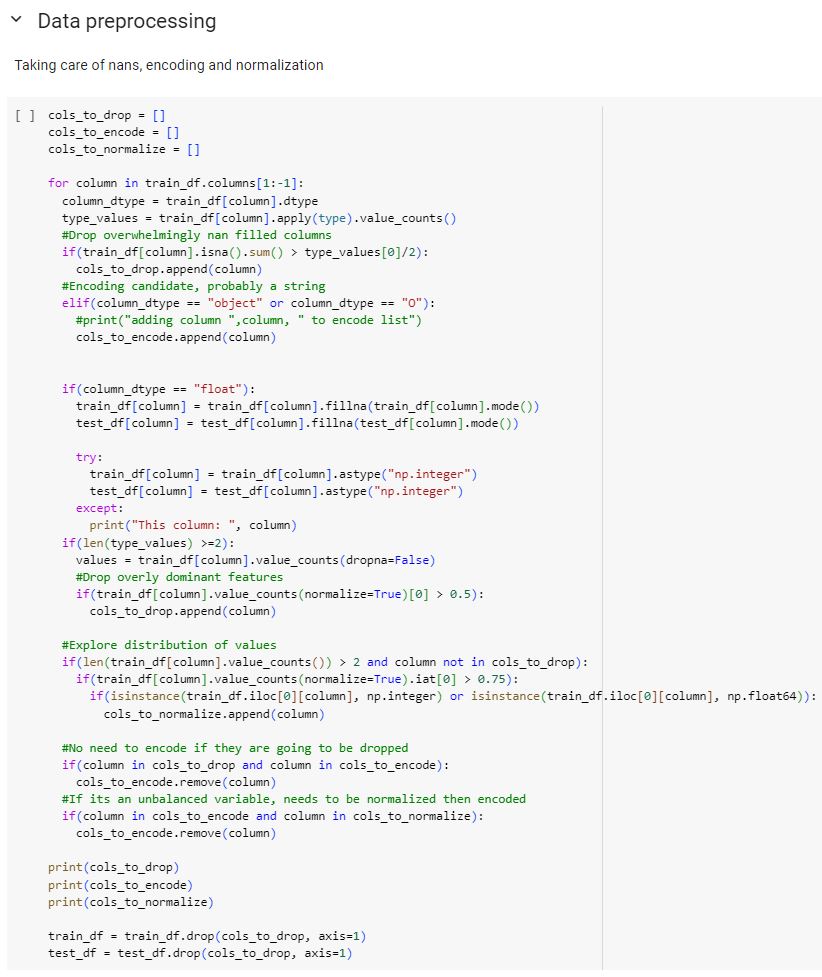 Data preprocessing
Taking care of nans, encoding and normalization
[ ] cols_to_drop = []
cols_to_encode = []
cols_to_normalize = []
for column in train_df.columns[1:-1]:
  column_dtype = train_df[column].dtype
  type_values = train_df[column].apply(type).value_counts()
  #Drop overwhelmingly nan filled columns
  if(train_df[column].isna().sum() > type_values[0]/2):
    cols_to_drop.append(column)
  #Encoding candidate, probably a string
  elif(column_dtype == "object" or column_dtype == "O"):
    #print("adding column ",column, " to encode list")
    cols_to_encode.append(column)
  if(column_dtype == "float"):
    train_df[column] = train_df[column].fillna(train_df[column].mode())
    test_df[column] = test_df[column].fillna(test_df[column].mode())
    try:
      train_df[column] = train_df[column].astype("np.integer")
      test_df[column] = test_df[column].astype("np.integer")
    except:
      print("This column: ", column)
  if(len(type_values) >=2):
    values = train_df[column].value_counts(dropna=False)
    #Drop overly dominant features
    if(train_df[column].value_counts(normalize=True)[0] > 0.5):
      cols_to_drop.append(column)
  #Explore distribution of values
  if(len(train_df[column].value_counts()) > 2 and column not in cols_to_drop):
    if(train_df[column].value_counts(normalize=True).iat[0] > 0.75):
      if(isinstance(train_df.iloc[0][column], np.integer) or isinstance(train_df.iloc[0][column], np.float64)):
        cols_to_normalize.append(column)
  #No need to encode if they are going to be dropped
  if(column in cols_to_drop and column in cols_to_encode):
    cols_to_encode.remove(column)
  #If its an unbalanced variable, needs to be normalized then encoded
  if(column in cols_to_encode and column in cols_to_normalize):
    cols_to_encode.remove(column)
print(cols_to_drop)
print(cols_to_encode)
print(cols_to_normalize)
train_df = train_df.drop(cols_to_drop, axis=1)
test_df = test_df.drop(cols_to_drop, axis=1)